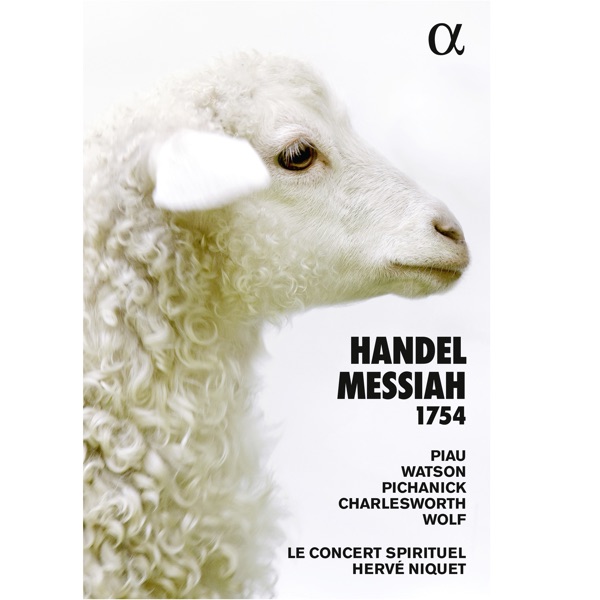 α
HANDEL
MESSIAH
1754
PIAU
WATSON
PICHANICK
CHARLESWORTH
WOLF
LE CONCERT SPIRITUEL
HERVÉ NIQUET